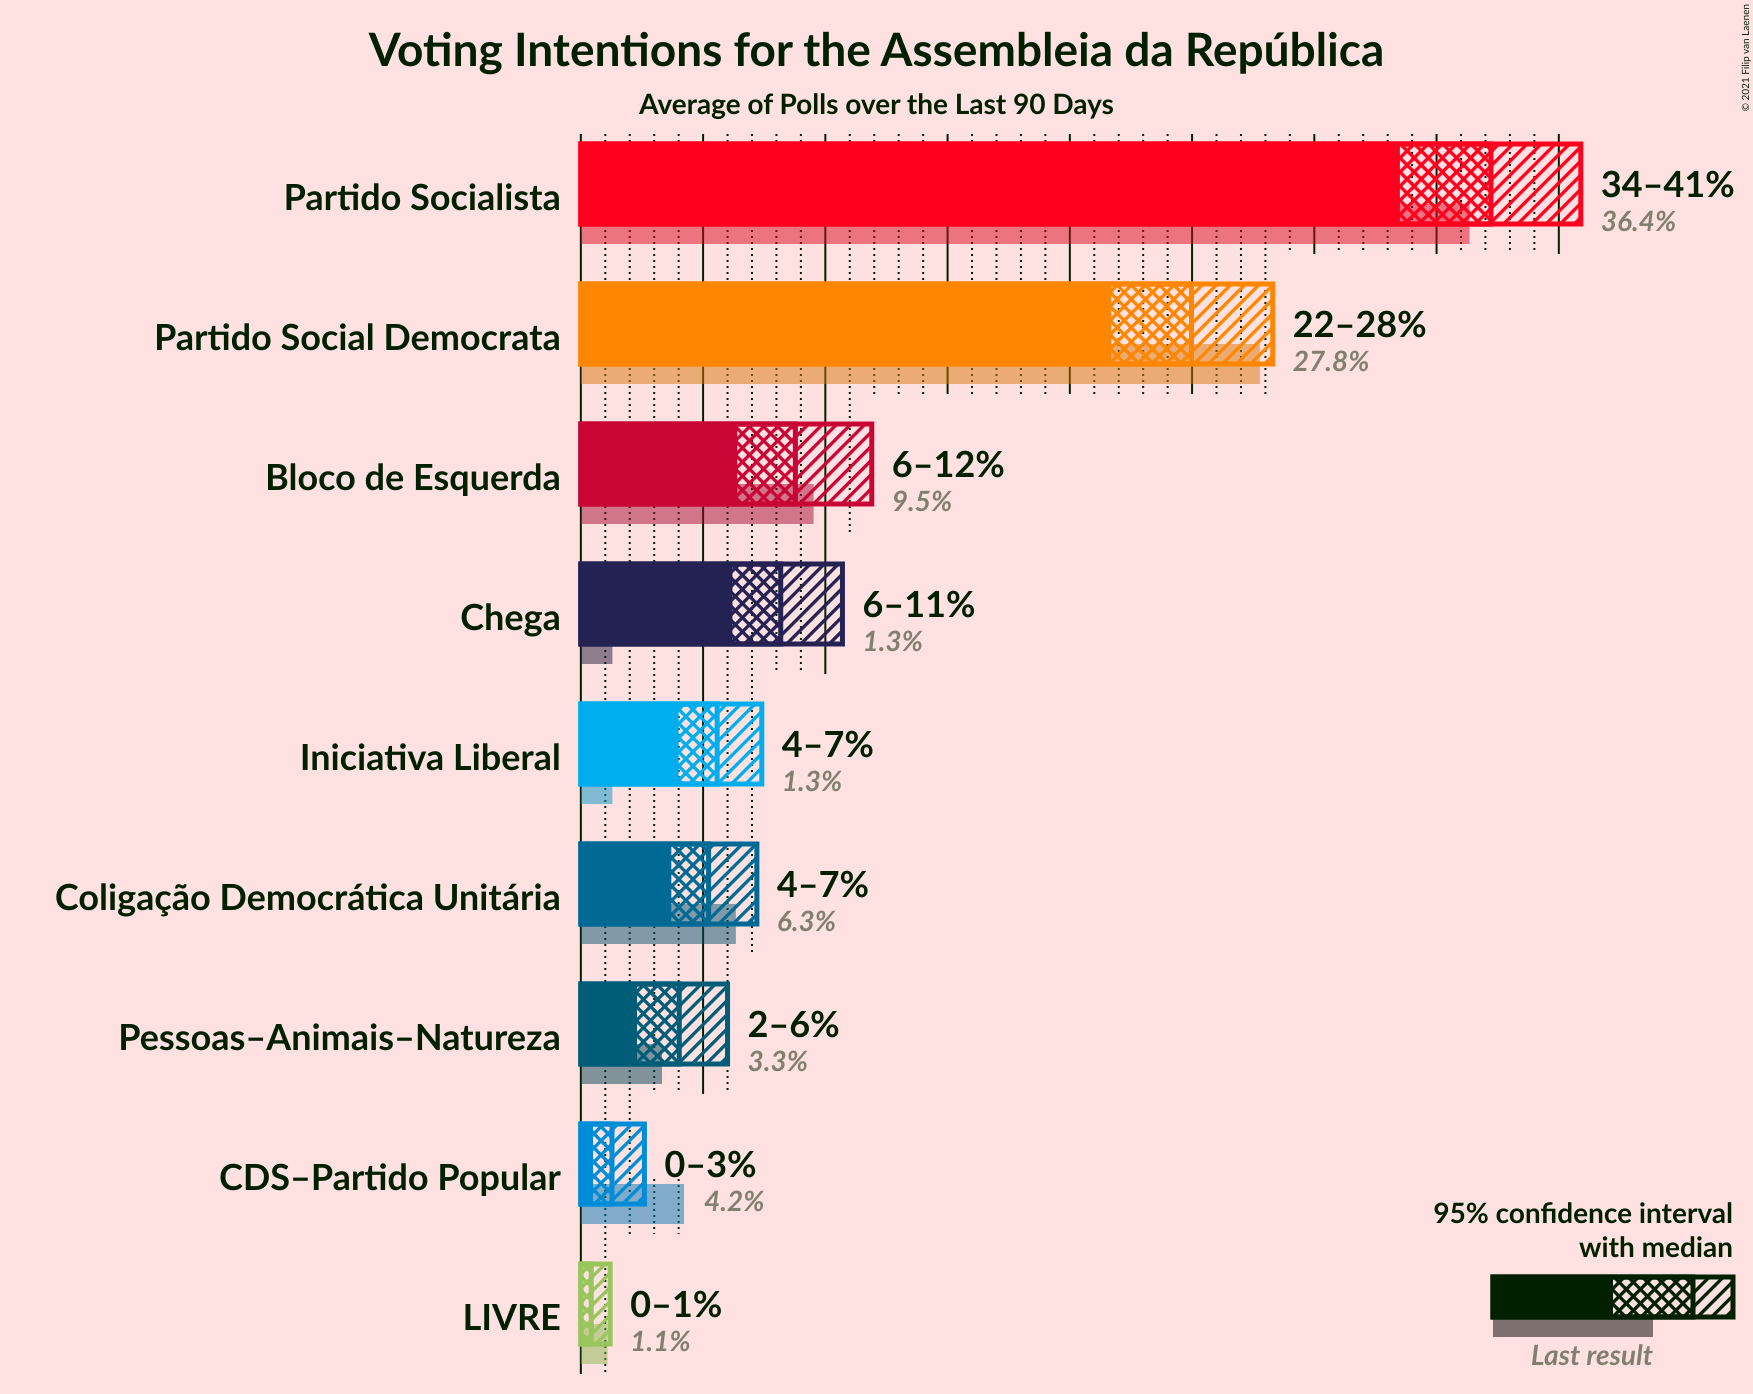 Voting Intentions for the Assembleia da República
Average of Polls over the Last 90 Days
© 2021 Filip van Laenen
Partido Socialista
34–41%
36.4%
Partido Social Democrata
22–28%
27.8%
Bloco de Esquerda
6–12%
9.5%
Chega
6–11%
1.3%
Iniciativa Liberal
4–7%
1.3%
Coligação Democrática Unitária
4–7%
6.3%
Pessoas–Animais–Natureza
2–6%
3.3%
CDS–Partido Popular
0–3%
4.2%
LIVRE
0–1%
1.1%
95% confidence interval
with median
Last result